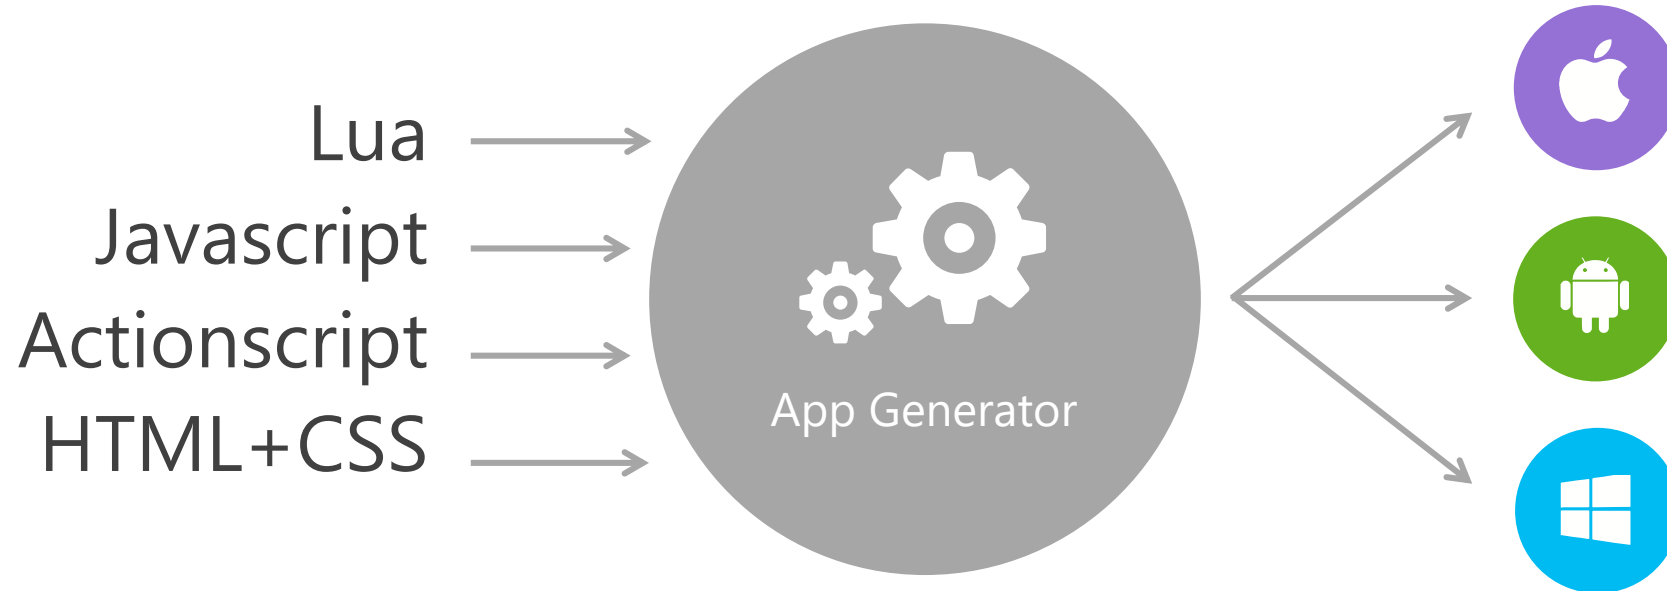 Lua
Javascript
Actionscript
HTML+CSS
App Generator